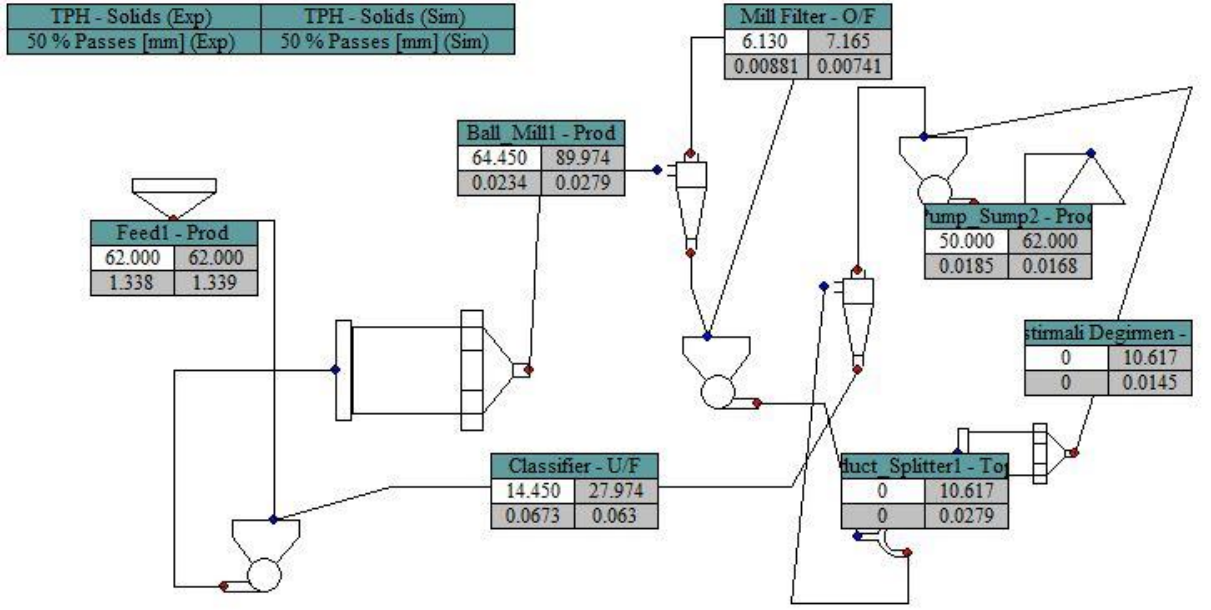 TPH - Solids (Exp) TPH - Solids (Sim)
50 % Passes [mm] (Exp) 50 % Passes [mm] (Sim)
Mill Filter - O/F
6.130 7.165
0.00881 0.00741
Ball_Mill1 - Prod
64.450 89.974
0.0234 0.0279
Feed1 - Prod
62.000 62.000
1.338 1.339
ump_Sump2 - Prod
50.000 62.000
0.0185 0.0168
stirmali Degirmen -
0 10.617
0 0.0145
Classifier - U/F
14.450 27.974
0.0673 0.063
duct_Splitter1 - Top
0 10.617
0 0.0279